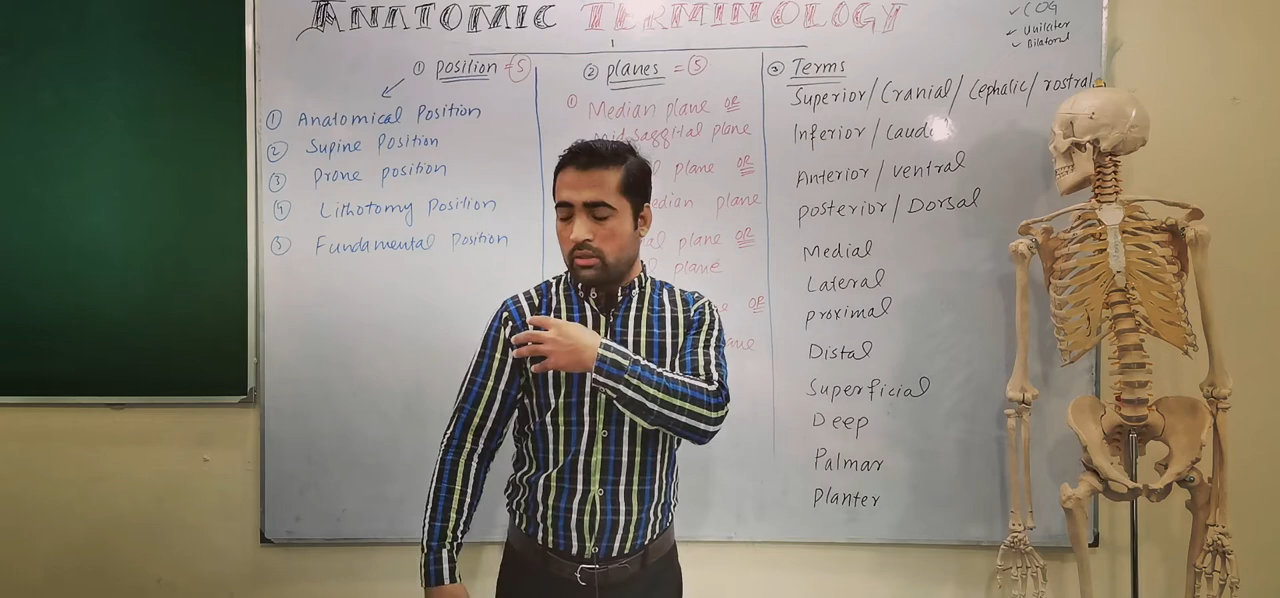 ANATOMIC TERMINOLOGY
✓ COG
✓ Unilater
✓ Bilateral
① position = 5
① Anatomical Position
② Supine Position
③ Prone position
④ Lithotomy Position
⑤ Fundamental Position
② planes = 5
① Median plane OR
Mid-saggital plane
plane OR
plane
plane OR
plane
OR
③ Terms
Superior/Cranial/Cephalic/rostral
Inferior/Caudal
Anterior/ventral
Posterior/Dorsal
Medial
Lateral
proximal
Distal
Superficial
Deep
Palmar
Planter